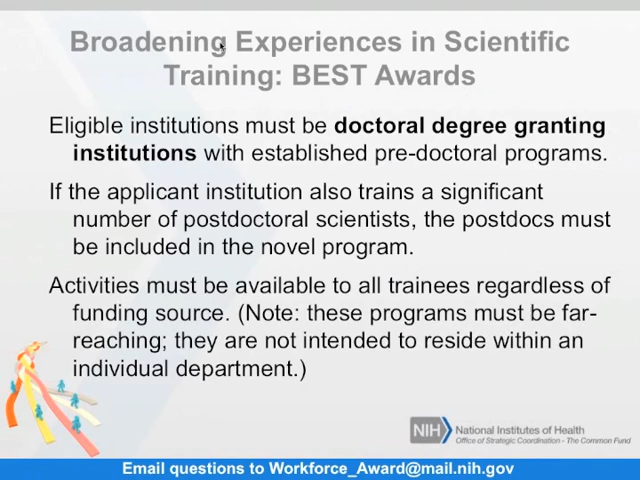 Broadening Experiences in Scientific
Training: BEST Awards
Eligible institutions must be doctoral degree granting
institutions with established pre-doctoral programs.
If the applicant institution also trains a significant
number of postdoctoral scientists, the postdocs must
be included in the novel program.
Activities must be available to all trainees regardless of
funding source. (Note: these programs must be far-
reaching; they are not intended to reside within an
individual department.)
NIH National Institutes of Health
Office of Strategic Coordination - The Common Fund
Email questions to Workforce_Award@mail.nih.gov